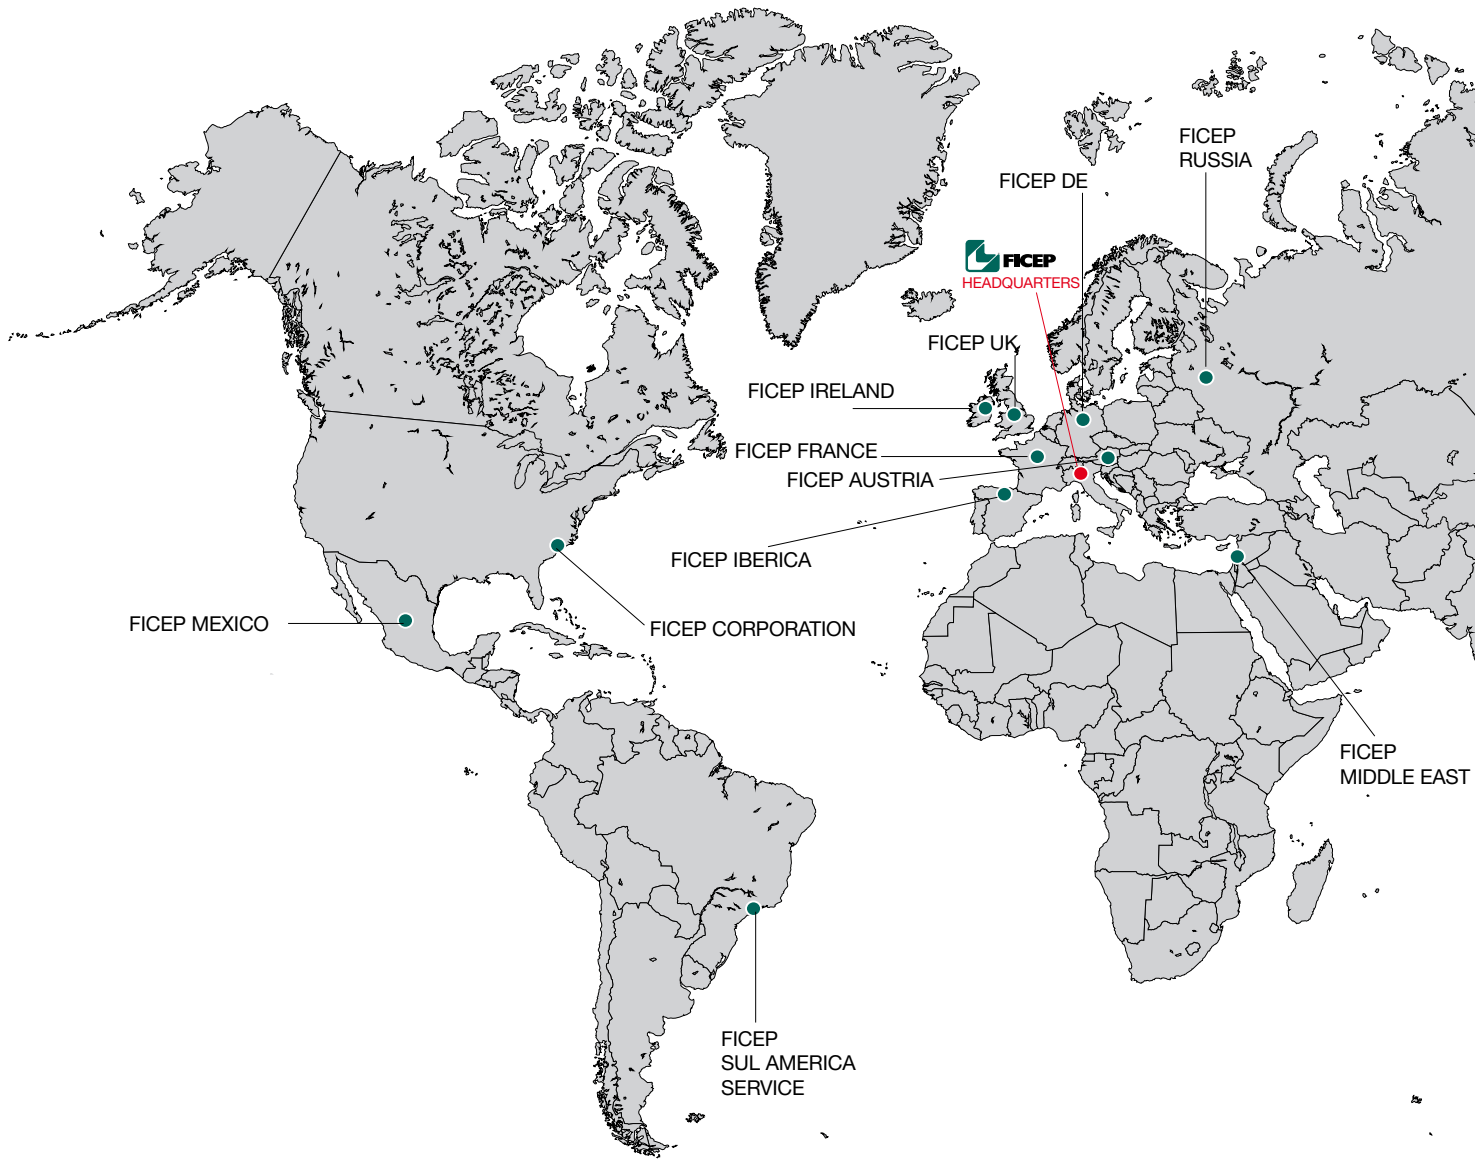 FICEP
RUSSIA
FICEP DE
FICEP
HEADQUARTERS
FICEP UK
FICEP IRELAND
FICEP FRANCE
FICEP AUSTRIA
FICEP IBERICA
FICEP MEXICO
FICEP CORPORATION
FICEP
MIDDLE EAST
FICEP
SUL AMERICA
SERVICE